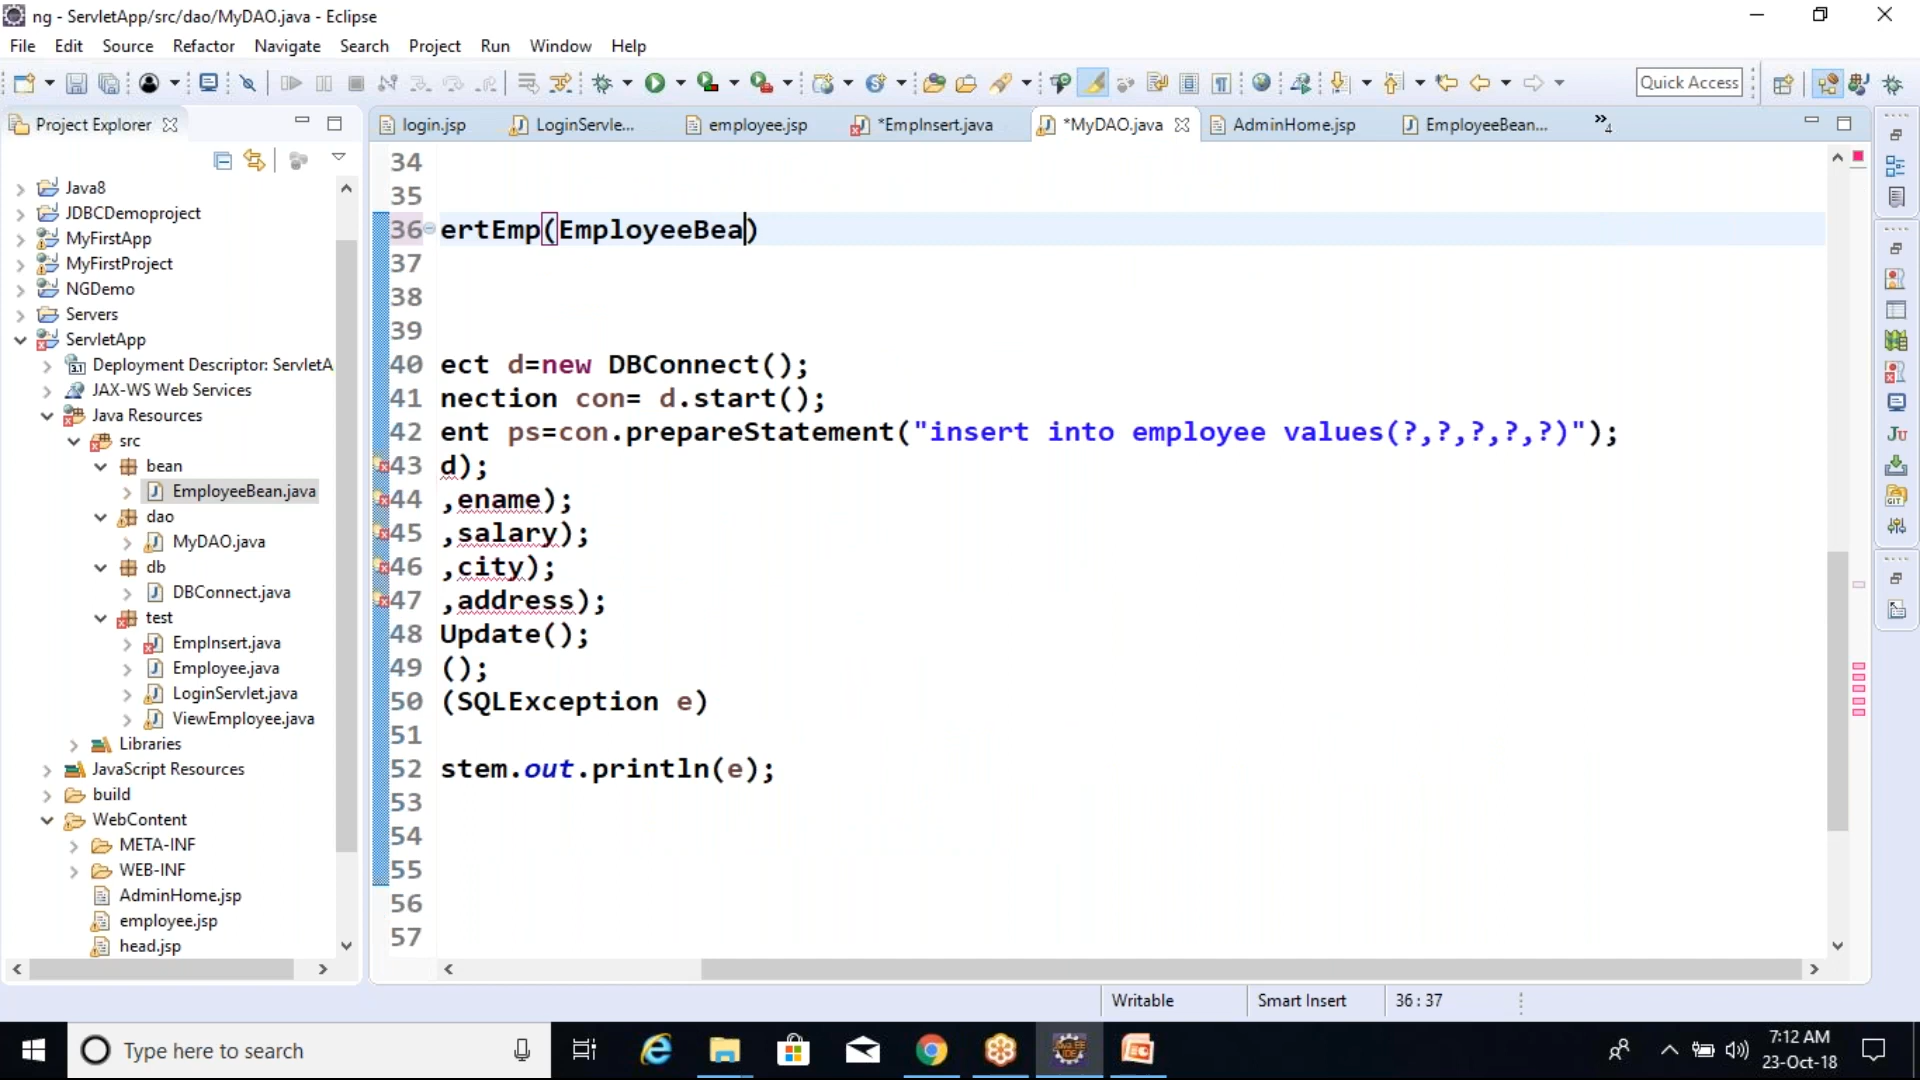 ng - ServletApp/src/dao/MyDAO.java - Eclipse
File Edit Source Refactor Navigate Search Project Run Window Help
Quick Access
Project Explorer
login.jsp LoginServle... employee.jsp *EmpInsert.java *MyDAO.java AdminHome.jsp EmployeeBean... »4
Java8
JDBCDemoproject
MyFirstApp
MyFirstProject
NGDemo
Servers
ServletApp
Deployment Descriptor: ServletA
JAX-WS Web Services
Java Resources
src
bean
EmployeeBean.java
dao
MyDAO.java
db
DBConnect.java
test
EmpInsert.java
Employee.java
LoginServlet.java
ViewEmployee.java
Libraries
JavaScript Resources
build
WebContent
META-INF
WEB-INF
AdminHome.jsp
employee.jsp
head.jsp
34
35
36 ertEmp(EmployeeBea)
37
38
39
40 ect d=new DBConnect();
41 nection con= d.start();
42 ent ps=con.prepareStatement("insert into employee values(?,?,?,?,?)");
43 d);
44 ,ename);
45 ,salary);
46 ,city);
47 ,address);
48 Update();
49 ();
50 (SQLException e)
51
52 stem.out.println(e);
53
54
55
56
57
Writable Smart Insert 36 : 37
Type here to search
7:12 AM
23-Oct-18